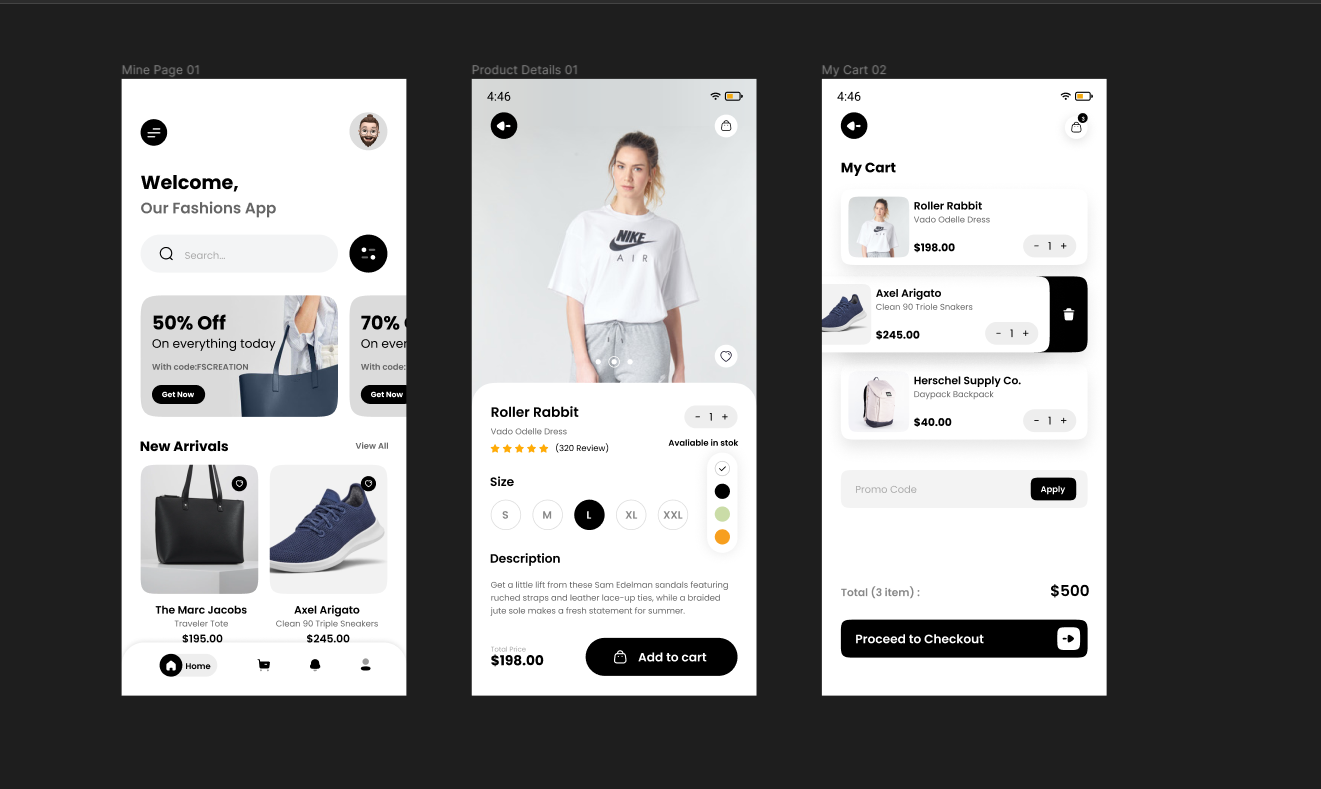 Mine Page 01
Welcome,
Our Fashions App
Search...
50% Off
On everything today
With code:FSCREATION
Get Now
70%
On ever
With code:
Get Now
New Arrivals
View All
The Marc Jacobs
Traveler Tote
$195.00
Axel Arigato
Clean 90 Triple Sneakers
$245.00
Home
Product Details 01
4:46
NIKE
AIR
Roller Rabbit
Vado Odelle Dress
(320 Review)
- 1 +
Avaliable in stok
Size
S M L XL XXL
Description
Get a little lift from these Sam Edelman sandals featuring
ruched straps and leather lace-up ties, while a braided
jute sole makes a fresh statement for summer.
Total Price
$198.00
Add to cart
My Cart 02
4:46
3
My Cart
Roller Rabbit
Vado Odelle Dress
$198.00
- 1 +
Axel Arigato
Clean 90 Triole Snakers
$245.00
- 1 +
Herschel Supply Co.
Daypack Backpack
$40.00
- 1 +
Promo Code
Apply
Total (3 item) :
$500
Proceed to Checkout